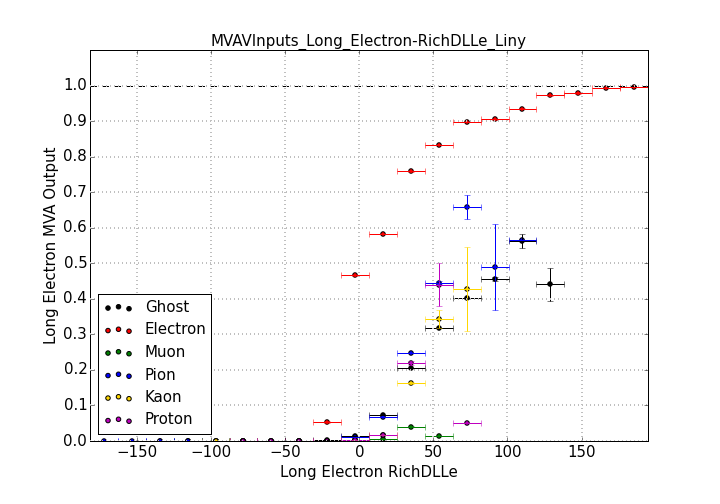 MVAVInputs_Long_Electron-RichDLLe_Liny
Long Electron MVA Output
1.0
0.9
0.8
0.7
0.6
0.5
0.4
0.3
0.2
0.1
0.0
Ghost
Electron
Muon
Pion
Kaon
Proton
−150
−100
−50
0
50
100
150
Long Electron RichDLLe